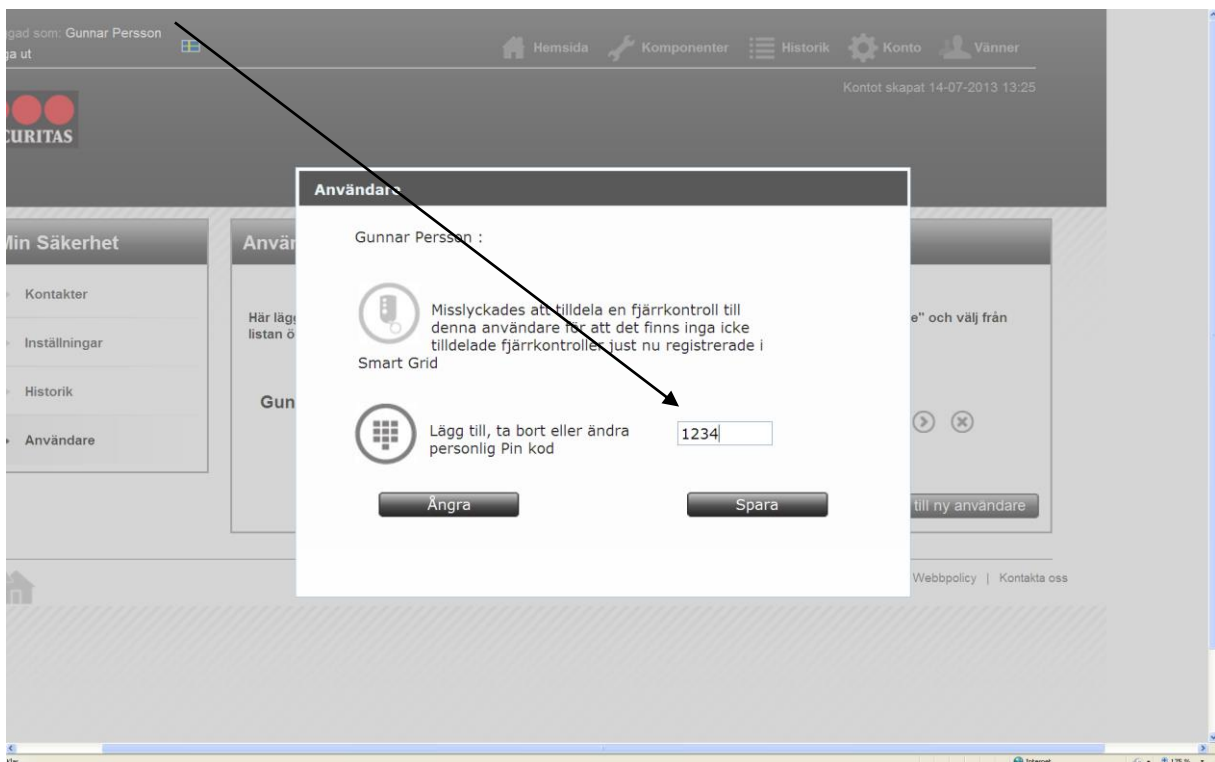 gad som: Gunnar Persson
ga ut
Hemsida Komponenter Historik Konto Vänner
Kontot skapat 14-07-2013 13:25
CURITAS
Användare
Min Säkerhet
Använ
Gunnar Persson :
Kontakter
Inställningar
Historik
Användare
Här lägg
listan ö
e" och välj från
Misslyckades att tilldela en fjärrkontroll till
denna användare för att det finns inga icke
tilldelade fjärrkontroller just nu registrerade i
Smart Grid
Gun
Lägg till, ta bort eller ändra
personlig Pin kod
1234
Ångra Spara
till ny användare
Webbpolicy | Kontakta oss
Internet
125 %